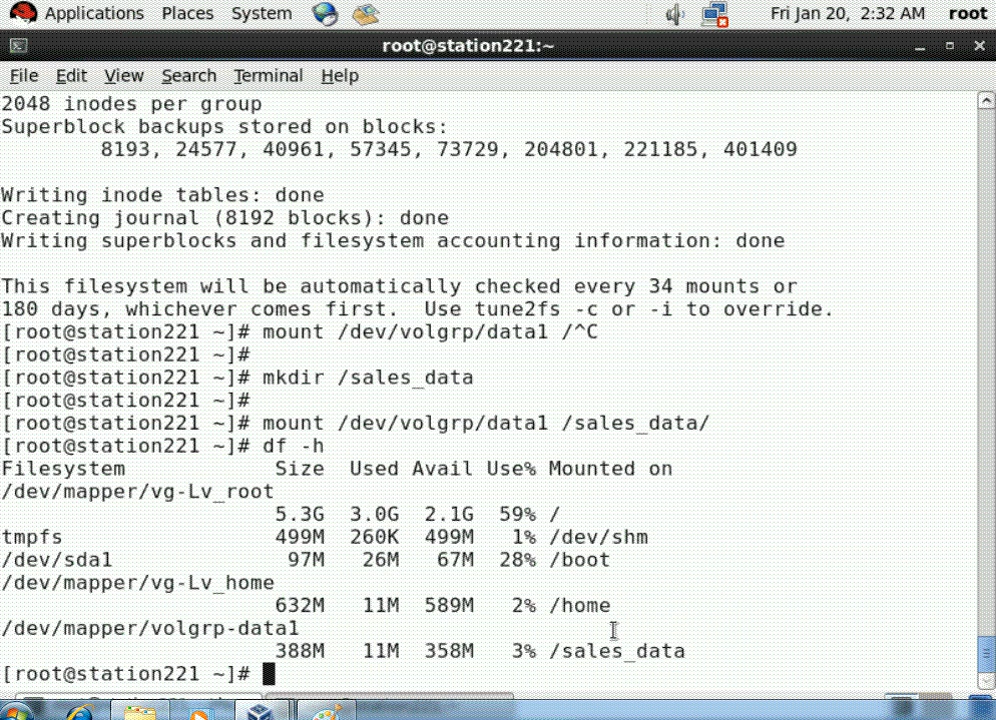 Applications Places System Fri Jan 20, 2:32 AM root
root@station221:~
File Edit View Search Terminal Help
2048 inodes per group
Superblock backups stored on blocks:
8193, 24577, 40961, 57345, 73729, 204801, 221185, 401409
Writing inode tables: done
Creating journal (8192 blocks): done
Writing superblocks and filesystem accounting information: done
This filesystem will be automatically checked every 34 mounts or
180 days, whichever comes first.  Use tune2fs -c or -i to override.
[root@station221 ~]# mount /dev/volgrp/data1 /^C
[root@station221 ~]#
[root@station221 ~]# mkdir /sales_data
[root@station221 ~]#
[root@station221 ~]# mount /dev/volgrp/data1 /sales_data/
[root@station221 ~]# df -h
Filesystem Size Used Avail Use% Mounted on
/dev/mapper/vg-Lv_root
5.3G 3.0G 2.1G 59% /
tmpfs 499M 260K 499M 1% /dev/shm
/dev/sda1 97M 26M 67M 28% /boot
/dev/mapper/vg-Lv_home
632M 11M 589M 2% /home
/dev/mapper/volgrp-data1
388M 11M 358M 3% /sales_data
[root@station221 ~]#